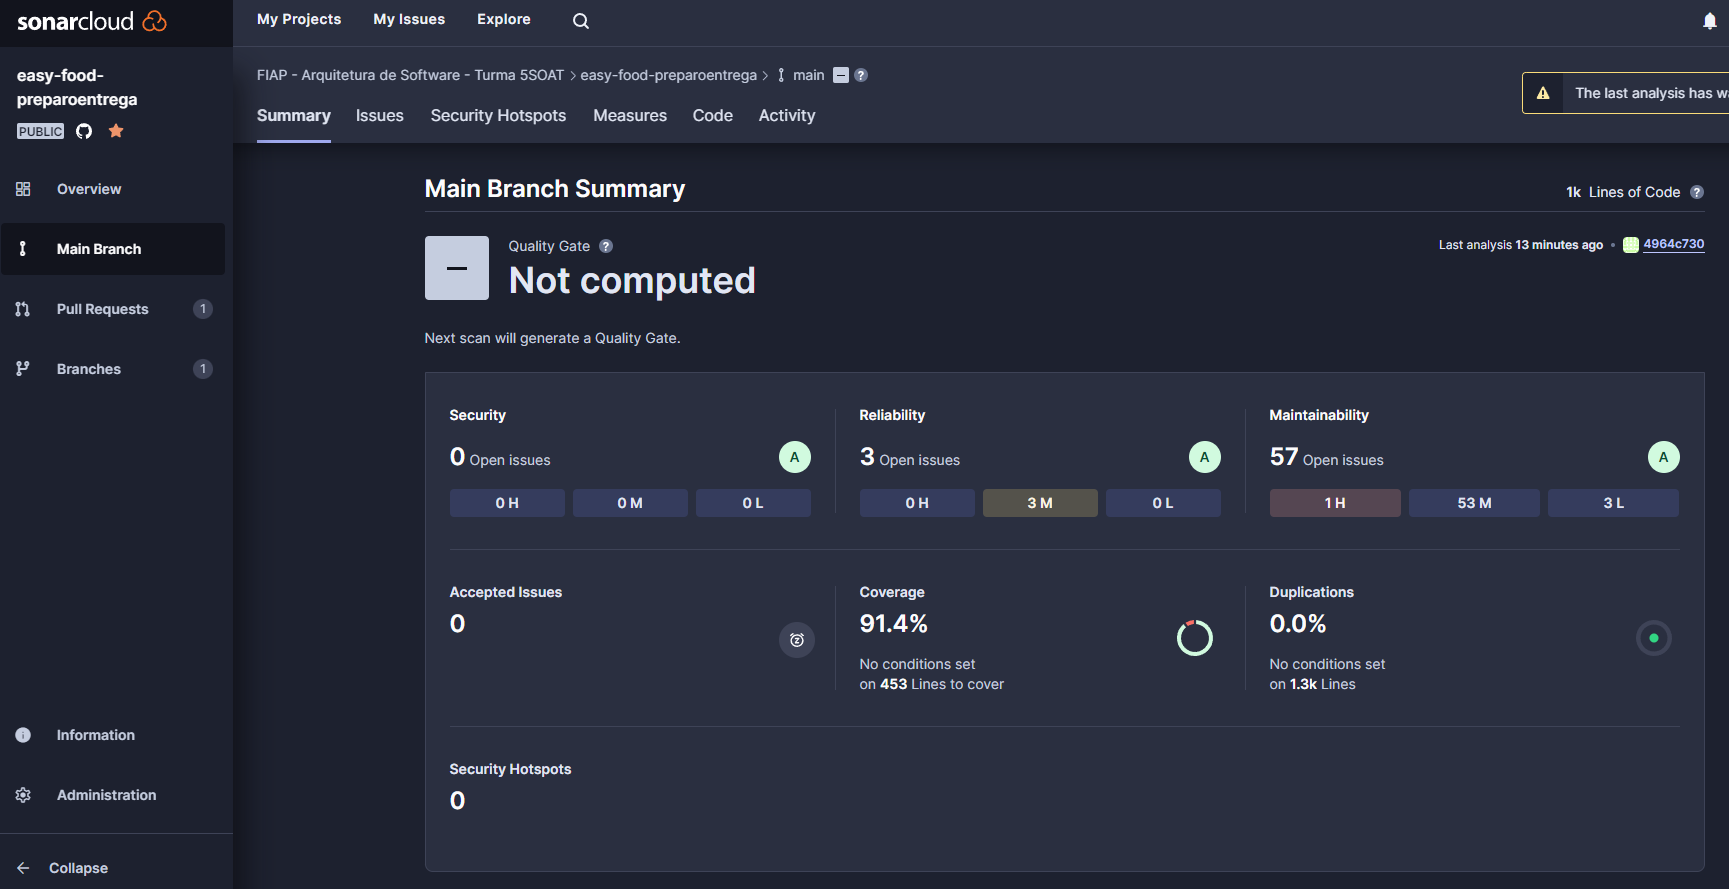 sonarcloud
My Projects My Issues Explore
easy-food-
preparoentrega
PUBLIC
Overview
Main Branch
Pull Requests 1
Branches 1
Information
Administration
Collapse
FIAP - Arquitetura de Software - Turma 5SOAT > easy-food-preparoentrega > main
Summary Issues Security Hotspots Measures Code Activity
The last analysis has wa
Main Branch Summary
1k Lines of Code ?
Quality Gate ?
Not computed
Last analysis 13 minutes ago • 4964c730
Next scan will generate a Quality Gate.
Security
0 Open issues
A
0 H 0 M 0 L
Reliability
3 Open issues
A
0 H 3 M 0 L
Maintainability
57 Open issues
A
1 H 53 M 3 L
Accepted Issues
0
Coverage
91.4%
No conditions set
on 453 Lines to cover
Duplications
0.0%
No conditions set
on 1.3k Lines
Security Hotspots
0